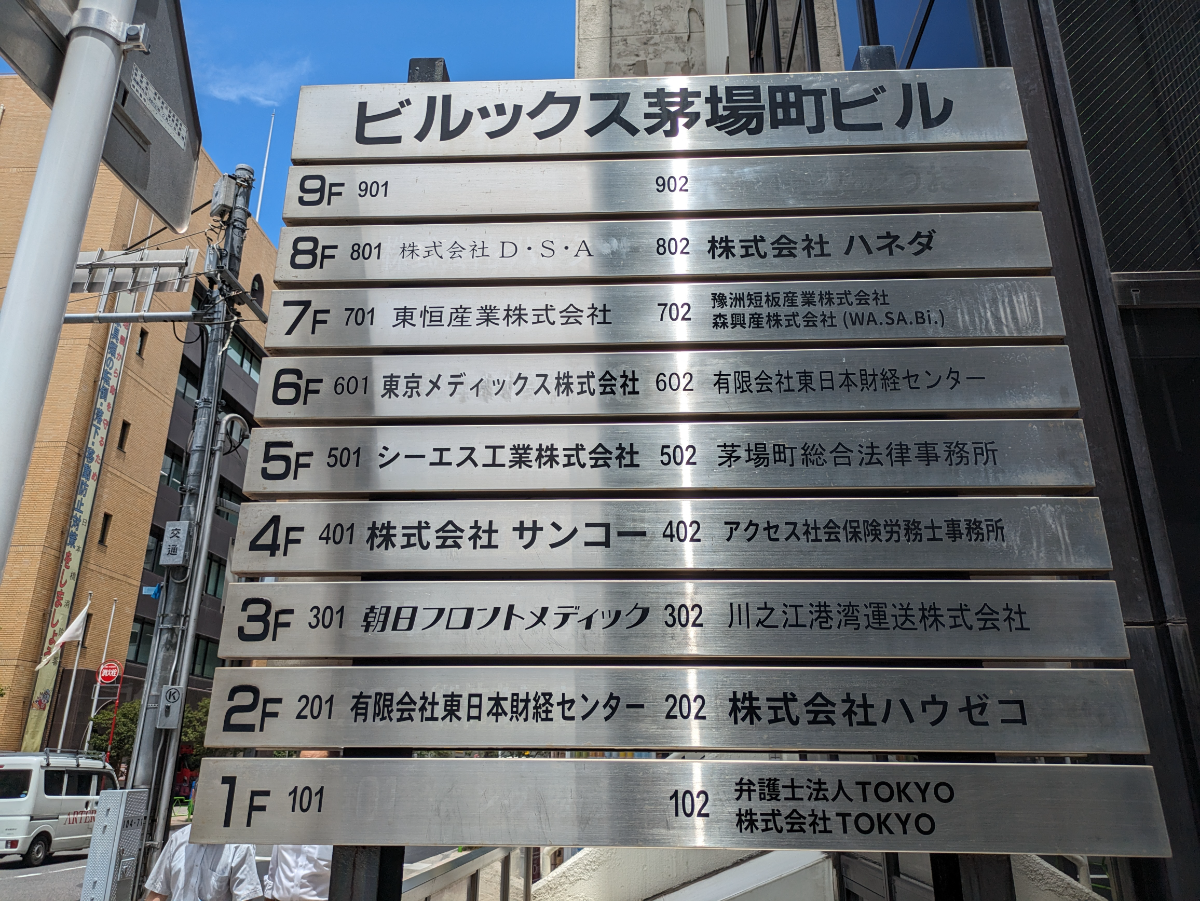 ビルックス茅場町ビル
9F 901 902
8F 801 株式会社 D・S・A 802 株式会社 ハネダ
7F 701 東恒産業株式会社 702 豫洲短板産業株式会社
森興産株式会社 (WA.SA.Bi.)
6F 601 東京メディックス株式会社 602 有限会社東日本財経センター
5F 501 シーエス工業株式会社 502 茅場町総合法律事務所
4F 401 株式会社 サンコー 402 アクセス社会保険労務士事務所
3F 301 朝日フロントメディック 302 川之江港湾運送株式会社
2F 201 有限会社東日本財経センター 202 株式会社ハウゼコ
1F 101 102 弁護士法人TOKYO
株式会社TOKYO
交通
K
消火栓
ARTER